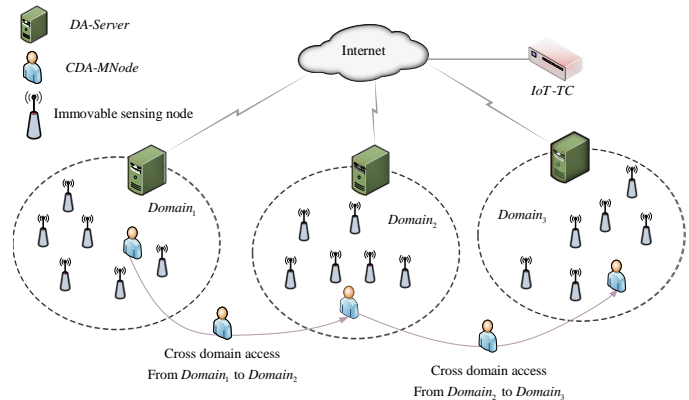 DA-Server
CDA-MNode
Immovable sensing node
Internet
IoT-TC
Domain₁
Domain₂
Domain₃
Cross domain access
From Domain₁ to Domain₂
Cross domain access
From Domain₂ to Domain₃